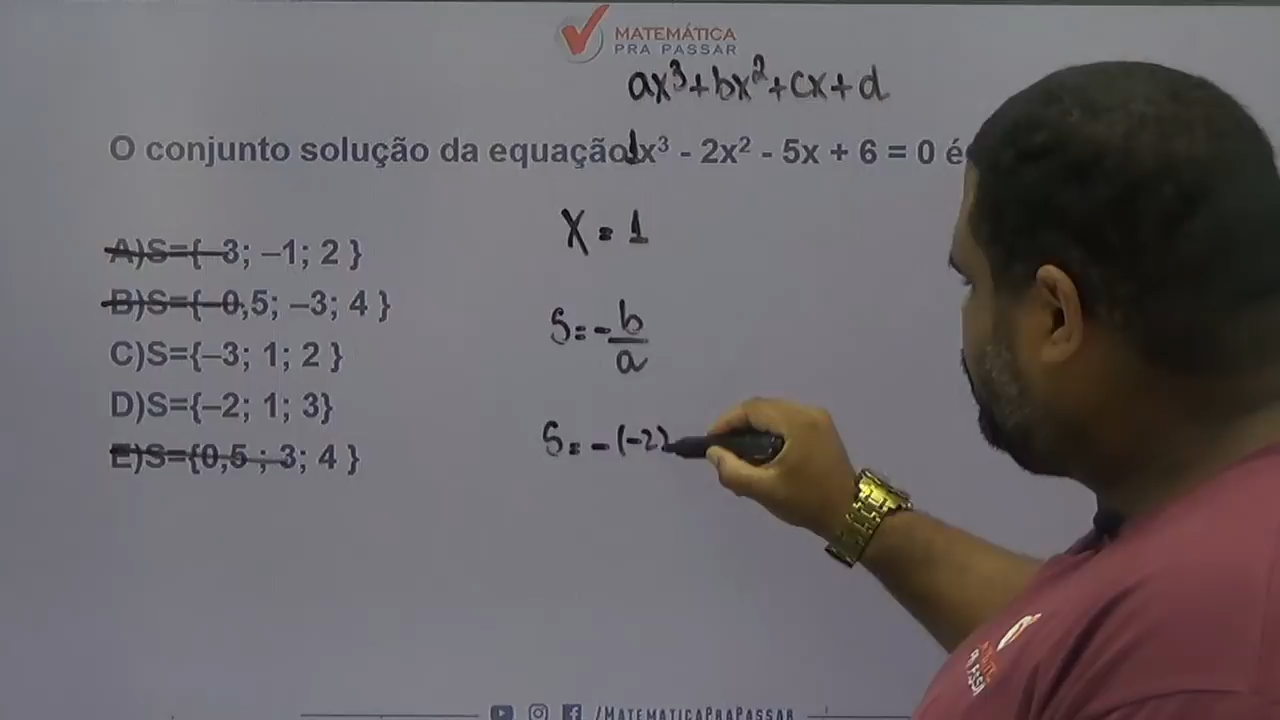 MATEMÁTICA
PRA PASSAR
ax³+bx²+cx+d
O conjunto solução da equação 1x³ - 2x² - 5x + 6 = 0 é
A)S={–3; –1; 2 }
X = 1
B)S={–0,5; –3; 4 }
S=-b/a
C)S={–3; 1; 2 }
D)S={–2; 1; 3}
S=-(-2)
E)S={0,5 ; 3; 4 }
/MATEMATICAPRAPASSAR